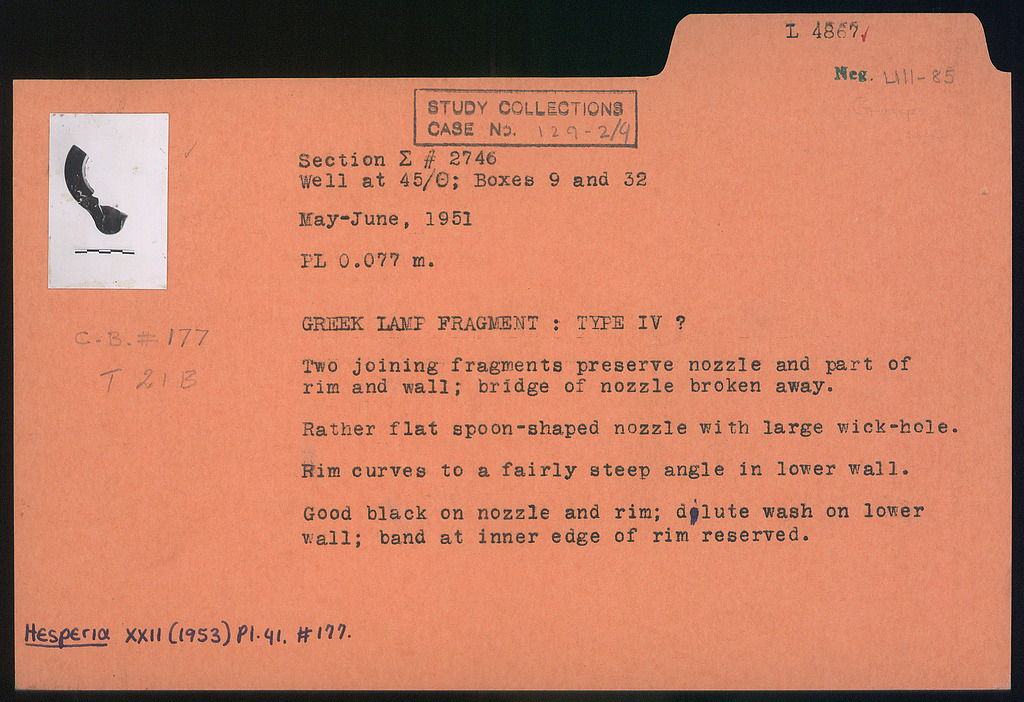 L 4867
Neg. LIII-85
STUDY COLLECTIONS
CASE No. 129-2/9
Section Σ # 2746
Well at 45/Θ; Boxes 9 and 32
May-June, 1951
PL 0.077 m.
C.B. # 177
T 21B
GREEK LAMP FRAGMENT : TYPE IV ?
Two joining fragments preserve nozzle and part of
rim and wall; bridge of nozzle broken away.
Rather flat spoon-shaped nozzle with large wick-hole.
Rim curves to a fairly steep angle in lower wall.
Good black on nozzle and rim; dilute wash on lower
wall; band at inner edge of rim reserved.
Hesperia XXII (1953) Pl. 41. #177.